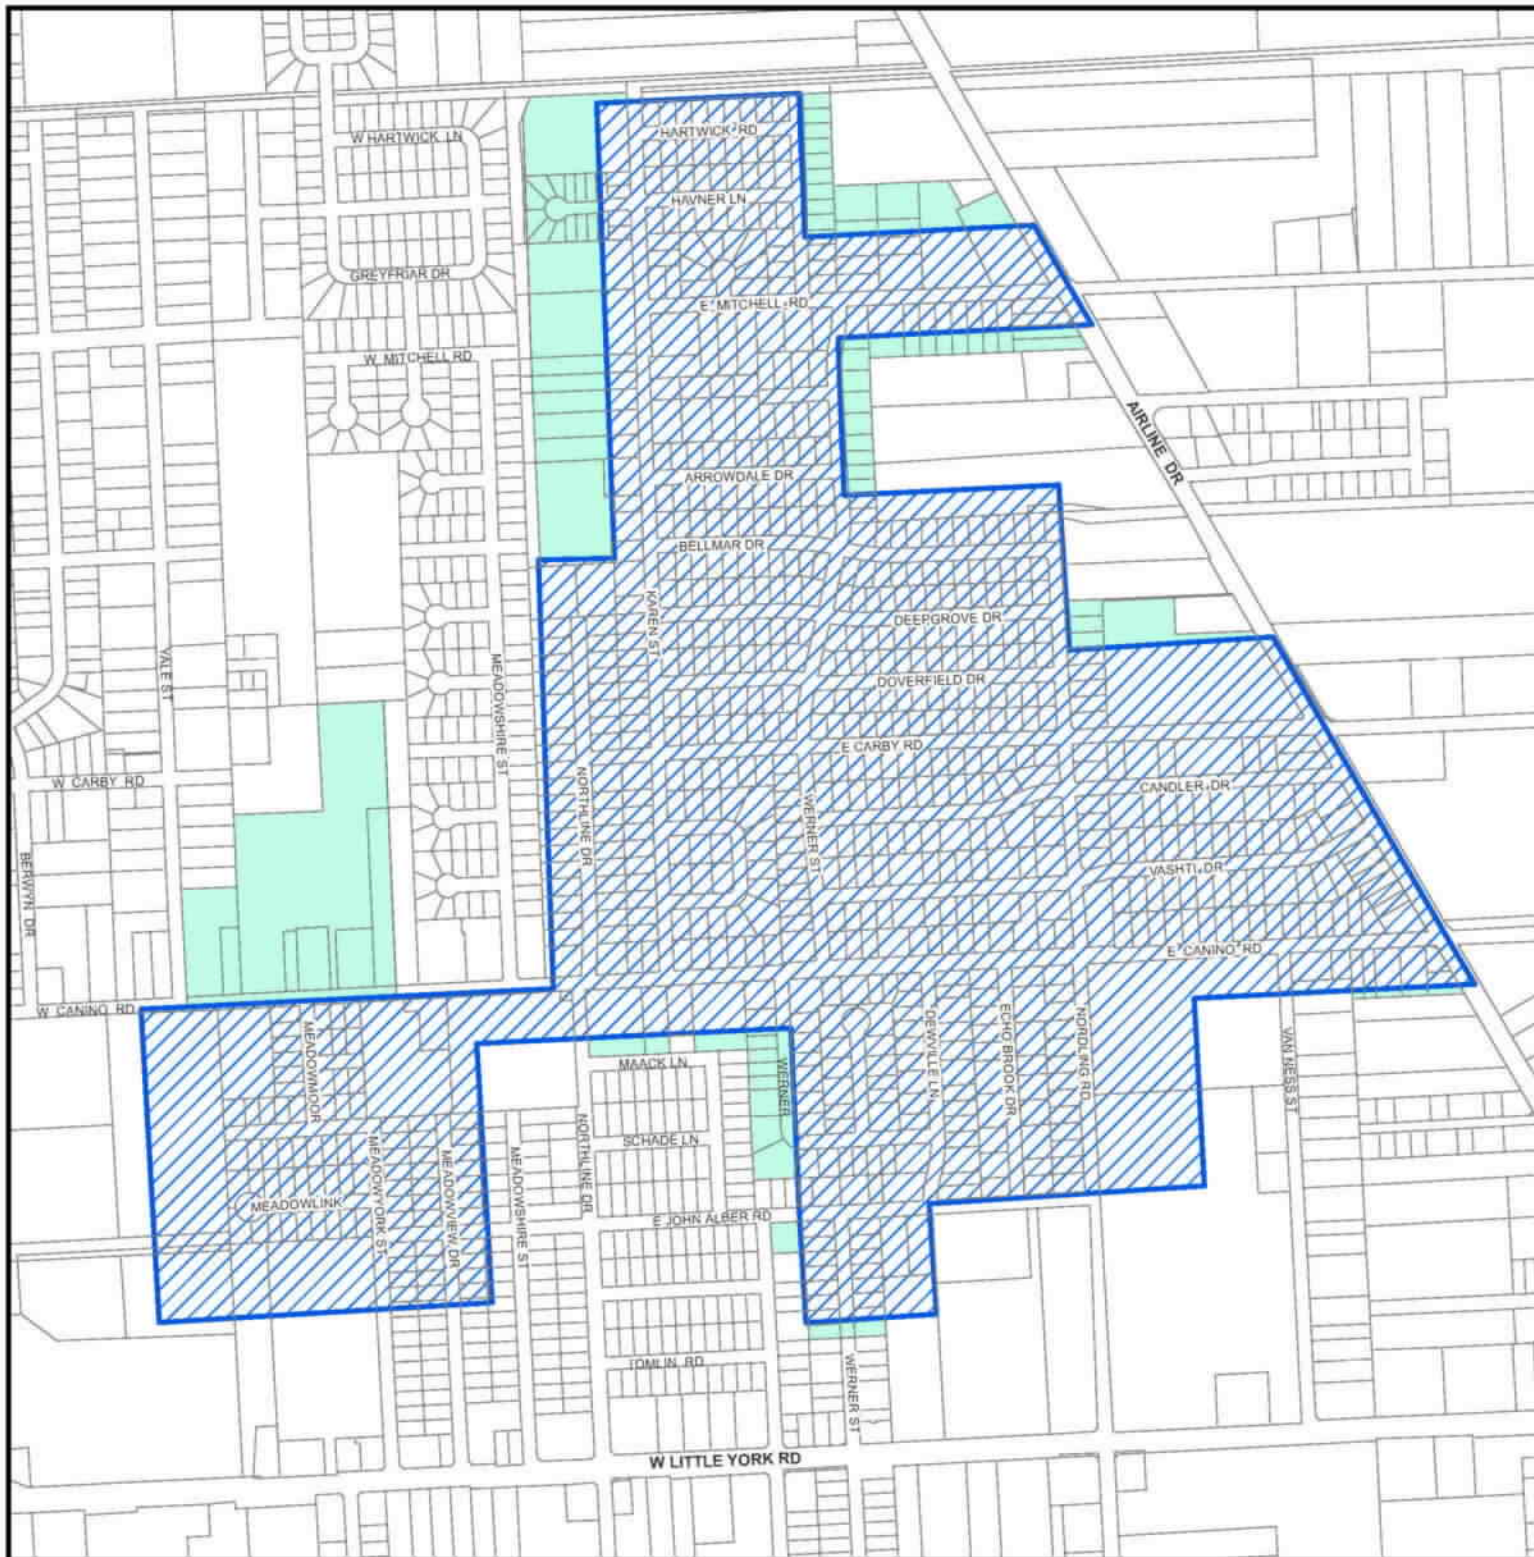 HARTWICK RD
W HARTWICK LN
HAVNER LN
GREYFRIAR DR
E MITCHELL RD
W MITCHELL RD
AIRLINE DR
ARROWDALE DR
BELLMAR DR
KAREN ST
DEEPGROVE DR
YALE ST
MEADOWSHIRE ST
DOVERFIELD DR
E CARBY RD
W CARBY RD
CANDLER DR
NORTHLINE DR
WERNER ST
VASHTI DR
BERWYN DR
E CANINO RD
W CANINO RD
MEADOWMOOR
DEWVILLE LN
ECHO BROOK DR
NORDLING RD
VAN NESS ST
MAACK LN
WERNER
SCHADE LN
NORTHLINE DR
MEADOWYORK ST
MEADOWVIEW DR
MEADOWSHIRE ST
MEADOWLINK
E JOHN ALBER RD
TOMLIN RD
WERNER ST
W LITTLE YORK RD